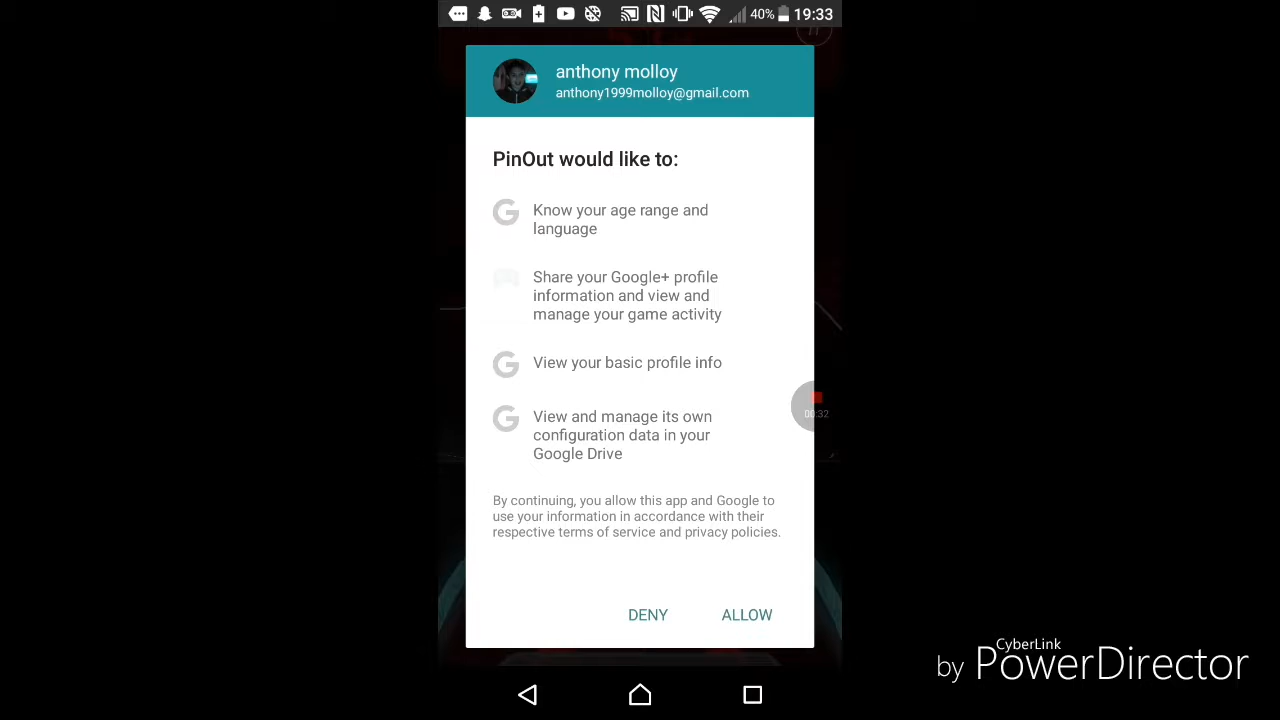 40% 19:33
anthony molloy
anthony1999molloy@gmail.com
PinOut would like to:
Know your age range and
language
Share your Google+ profile
information and view and
manage your game activity
View your basic profile info
00:32
View and manage its own
configuration data in your
Google Drive
By continuing, you allow this app and Google to
use your information in accordance with their
respective terms of service and privacy policies.
DENY ALLOW
CyberLink
by PowerDirector